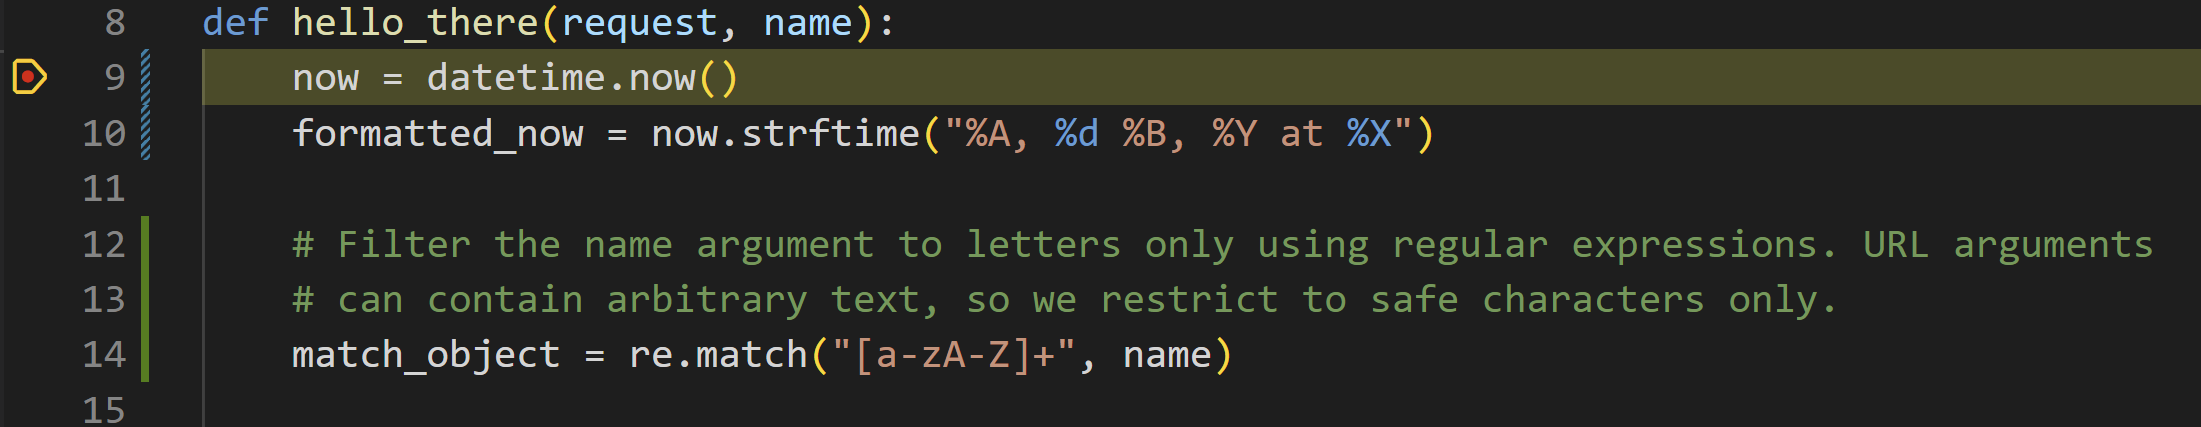 8 def hello_there(request, name):
9     now = datetime.now()
10     formatted_now = now.strftime("%A, %d %B, %Y at %X")
11
12     # Filter the name argument to letters only using regular expressions. URL arguments
13     # can contain arbitrary text, so we restrict to safe characters only.
14     match_object = re.match("[a-zA-Z]+", name)
15